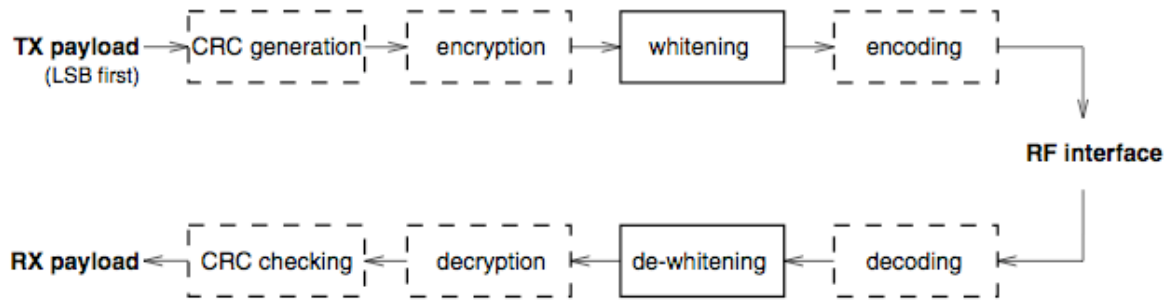 TX payload
(LSB first)
CRC generation
encryption
whitening
encoding
RF interface
RX payload
CRC checking
decryption
de-whitening
decoding